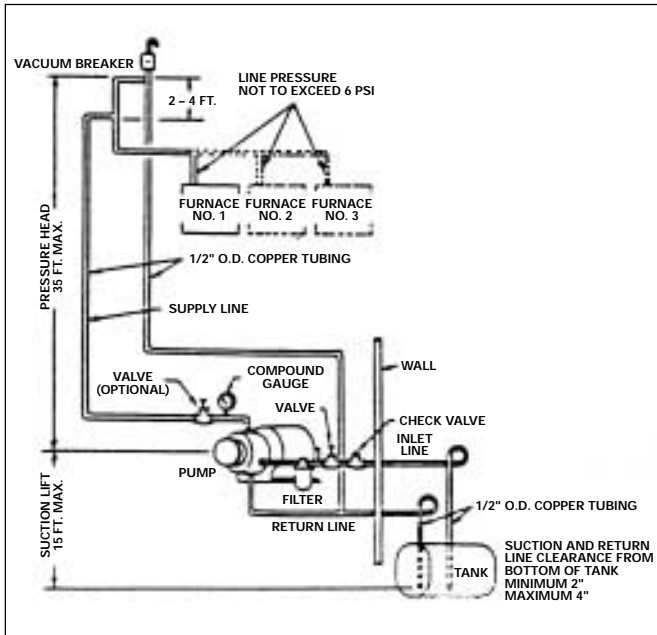 VACUUM BREAKER
2 – 4 FT.
LINE PRESSURE
NOT TO EXCEED 6 PSI
FURNACE
NO. 1
FURNACE
NO. 2
FURNACE
NO. 3
PRESSURE HEAD
35 FT. MAX.
1/2" O.D. COPPER TUBING
SUPPLY LINE
WALL
VALVE
(OPTIONAL)
COMPOUND
GAUGE
VALVE
CHECK VALVE
INLET
LINE
PUMP
FILTER
SUCTION LIFT
15 FT. MAX.
RETURN LINE
1/2" O.D. COPPER TUBING
TANK
SUCTION AND RETURN
LINE CLEARANCE FROM
BOTTOM OF TANK
MINIMUM 2"
MAXIMUM 4"